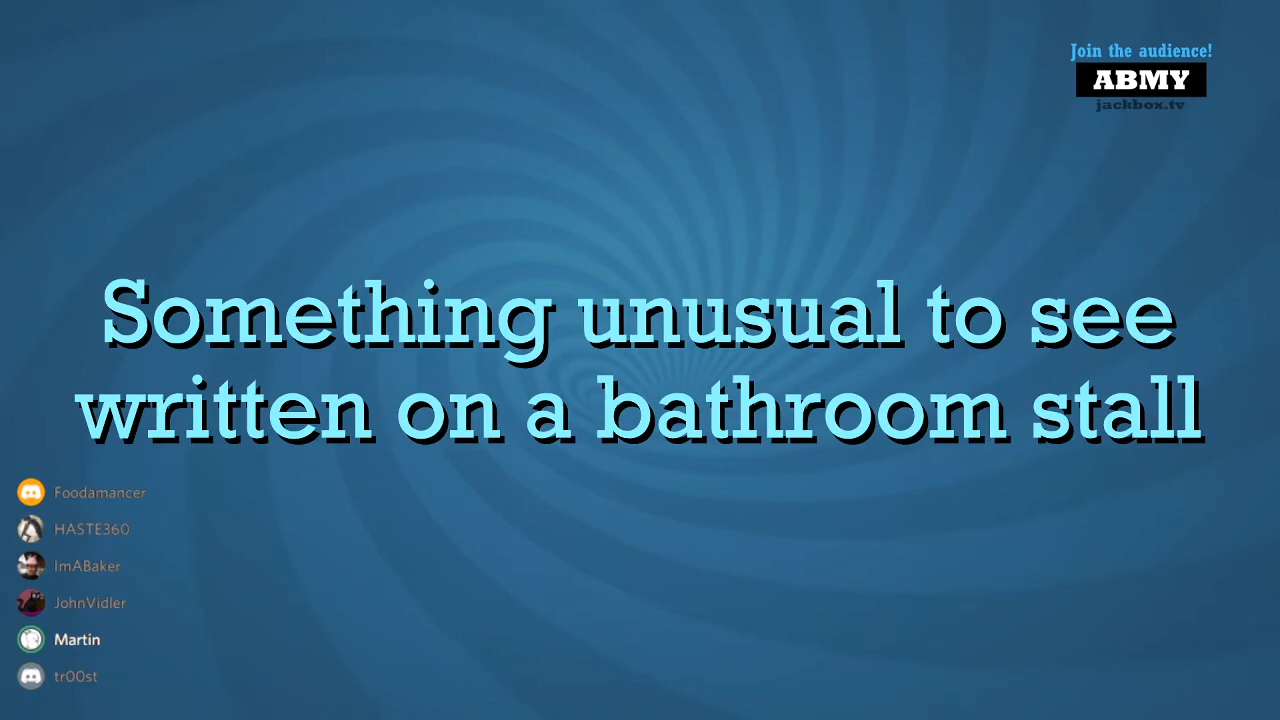 Join the audience!
ABMY
jackbox.tv
Something unusual to see
written on a bathroom stall
Foodamancer
HASTE360
ImABaker
JohnVidler
Martin
tr00st